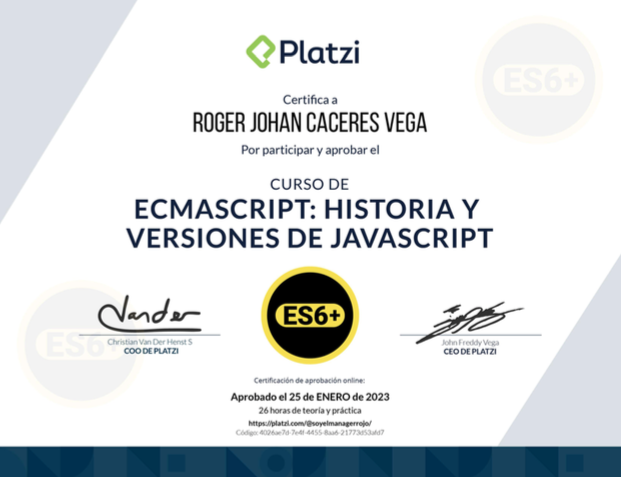 Platzi
ES6+
Certifica a
ROGER JOHAN CACERES VEGA
Por participar y aprobar el
CURSO DE
ECMASCRIPT: HISTORIA Y
VERSIONES DE JAVASCRIPT
ES6+
ES6+
Christian Van Der Henst S
COO DE PLATZI
John Freddy Vega
CEO DE PLATZI
Certificación de aprobación online:
Aprobado el 25 de ENERO de 2023
26 horas de teoría y práctica
https://platzi.com/@soyelmanagerrojo/
Código: 4026ae7d-7e4f-4455-8aa6-21773d53afd7